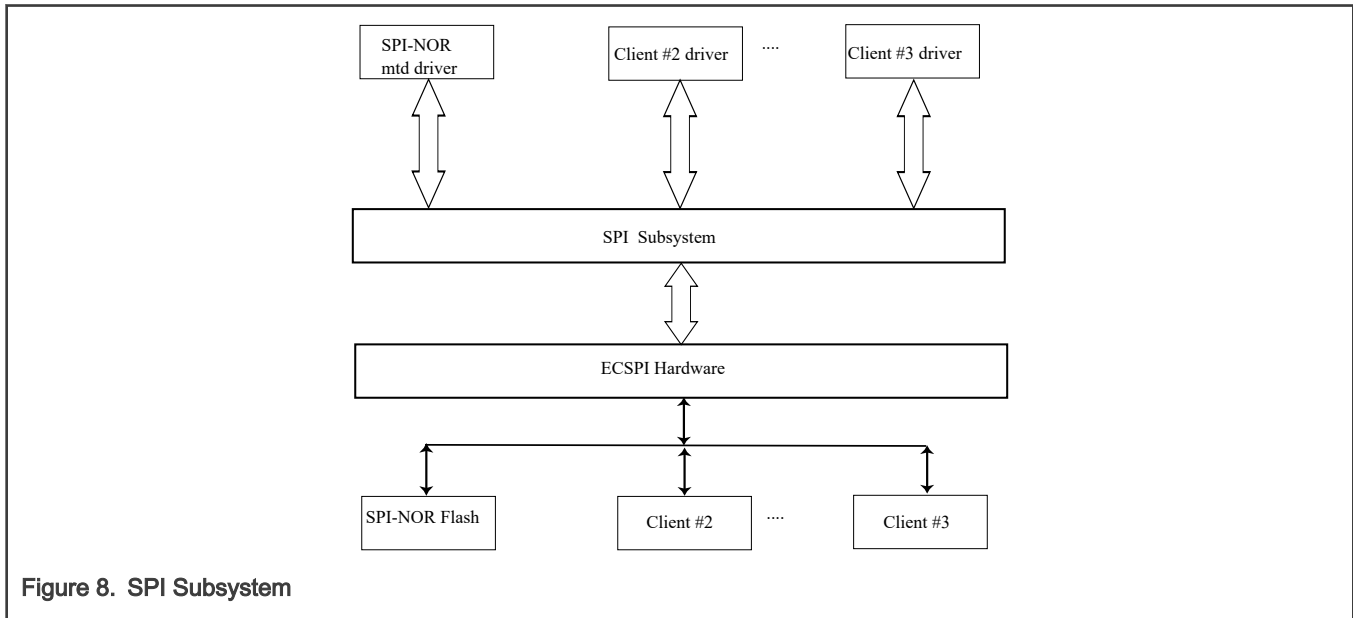 SPI-NOR
mtd driver
Client #2 driver
....
Client #3 driver
SPI Subsystem
ECSPI Hardware
SPI-NOR Flash
Client #2
....
Client #3
Figure 8. SPI Subsystem